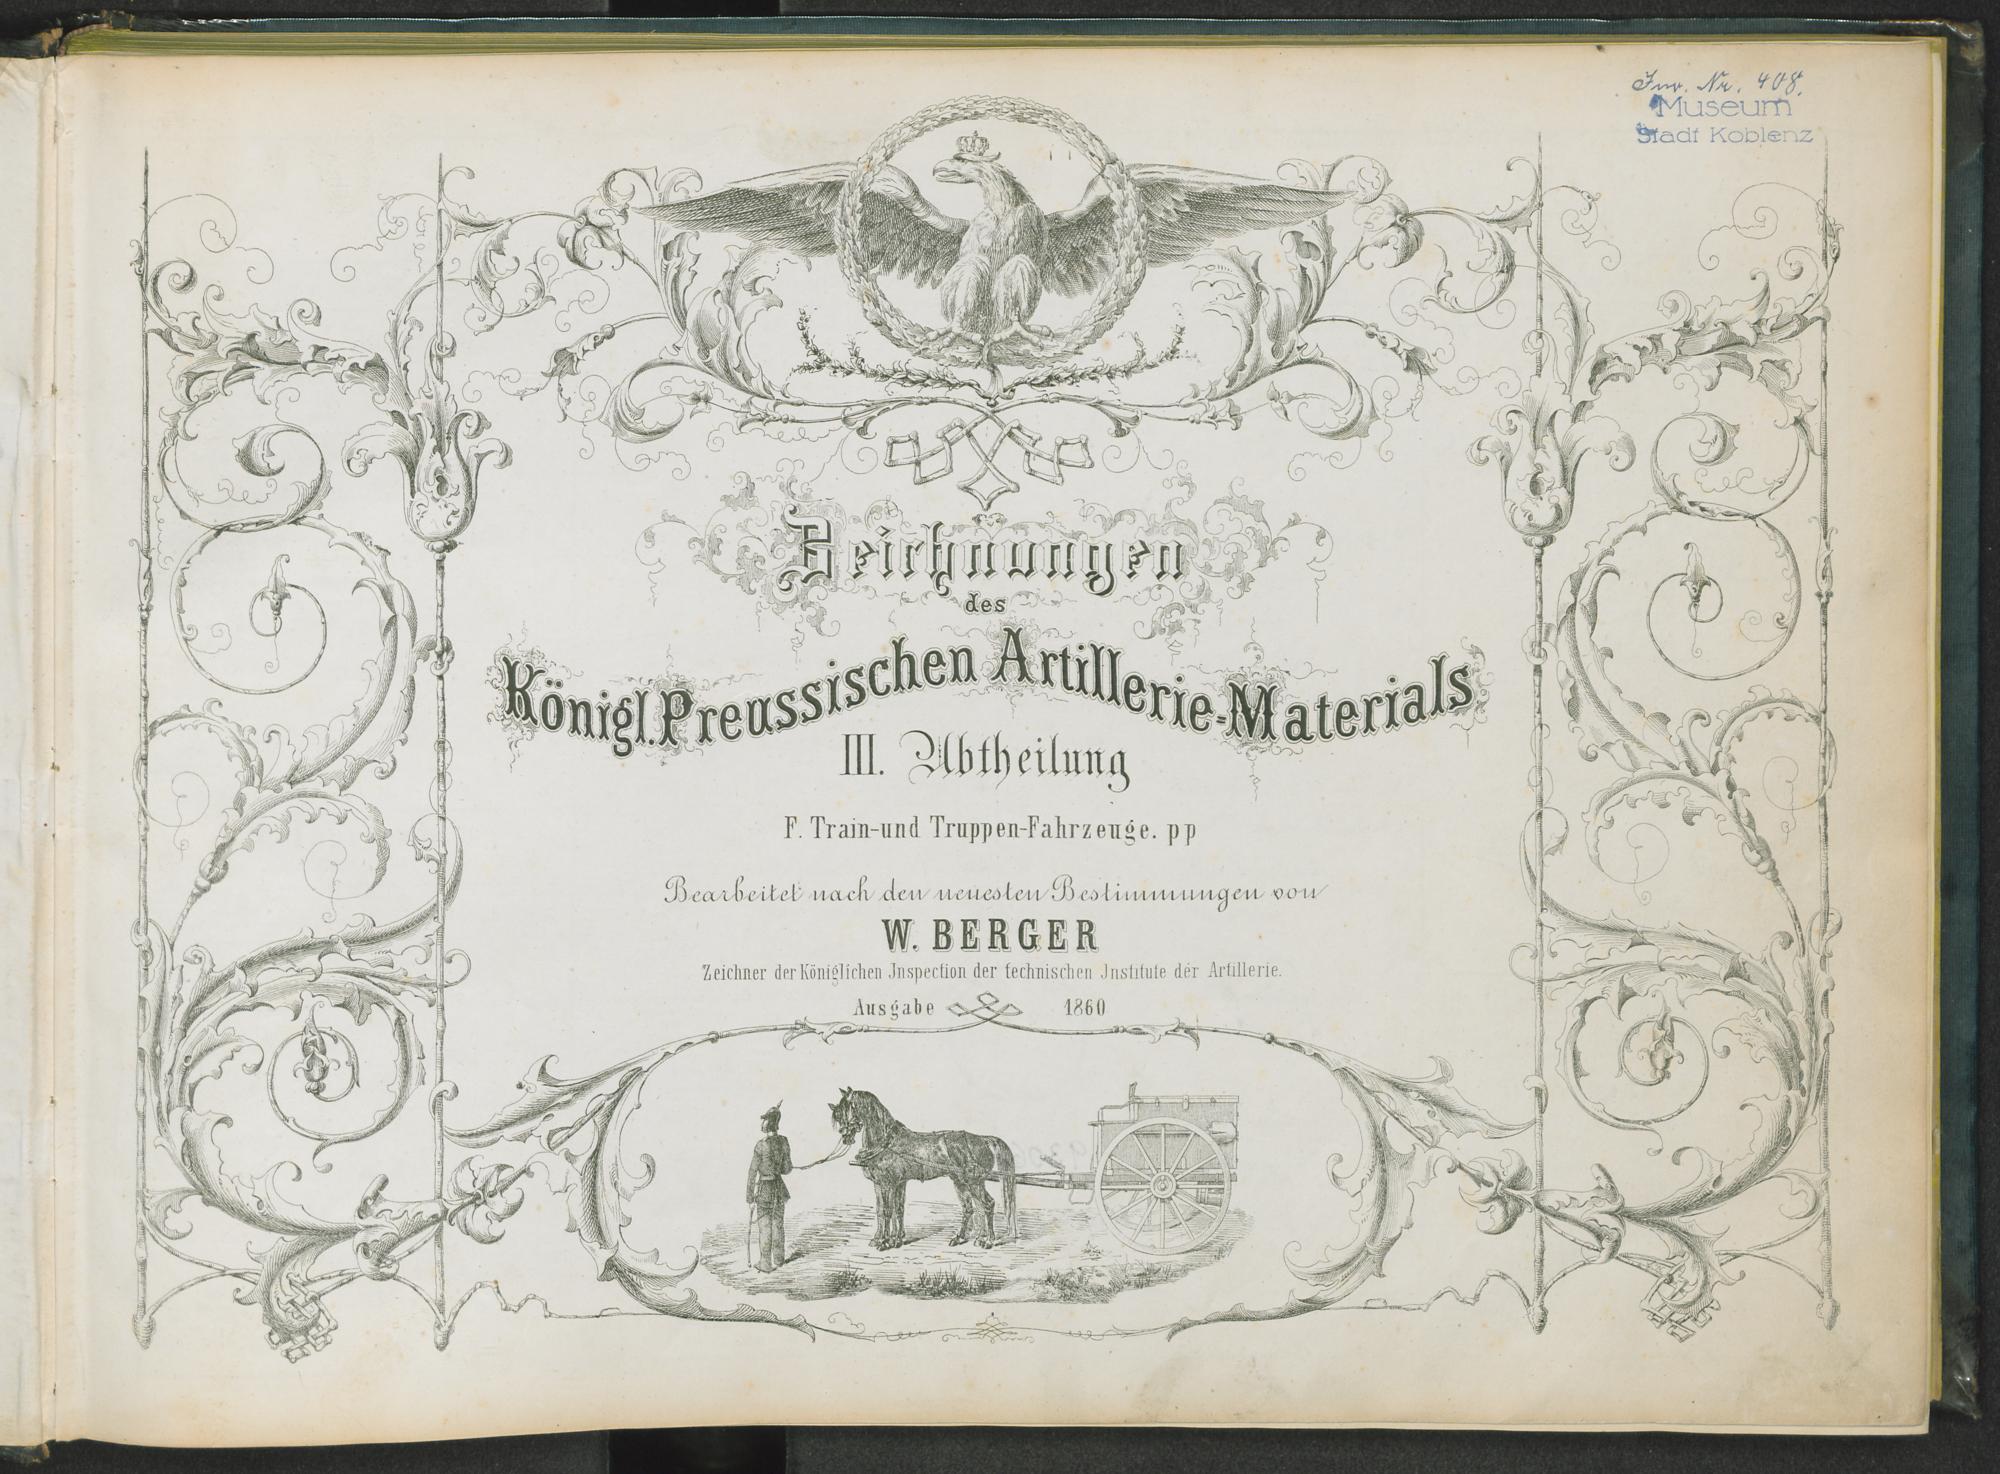 Inv. Nr. 408.
Museum
Stadt Koblenz
Zeichnungen
des
Königl. Preussischen Artillerie-Materials
III. Abtheilung
F. Train-und Truppen-Fahrzeuge. pp
Bearbeitet nach den neuesten Bestimmungen von
W. BERGER
Zeichner der Königlichen Jnspection der technischen Jnstitute der Artillerie.
Ausgabe 1860